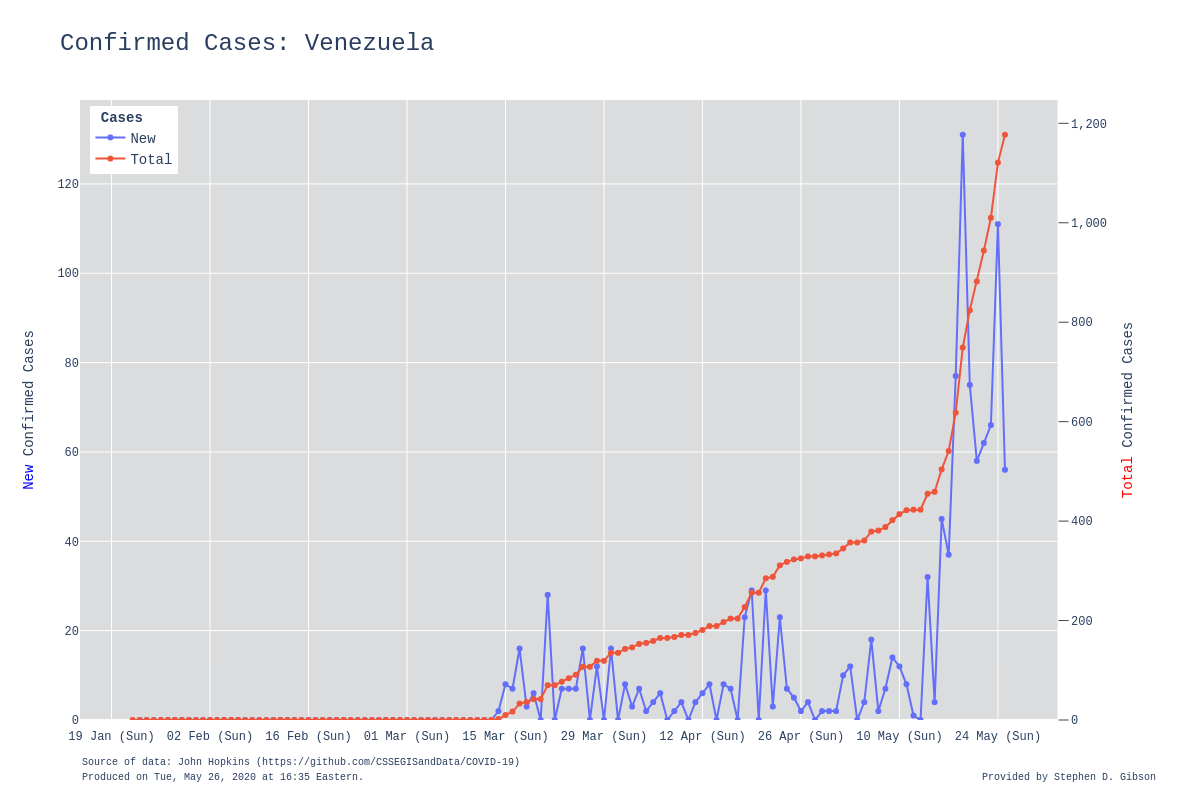 Confirmed Cases: Venezuela
Cases
New
Total
120
100
80
60
40
20
0
New Confirmed Cases
1,200
1,000
800
600
400
200
0
Total Confirmed Cases
19 Jan (Sun) 02 Feb (Sun) 16 Feb (Sun) 01 Mar (Sun) 15 Mar (Sun) 29 Mar (Sun) 12 Apr (Sun) 26 Apr (Sun) 10 May (Sun) 24 May (Sun)
Source of data: John Hopkins (https://github.com/CSSEGISandData/COVID-19)
Produced on Tue, May 26, 2020 at 16:35 Eastern.
Provided by Stephen D. Gibson